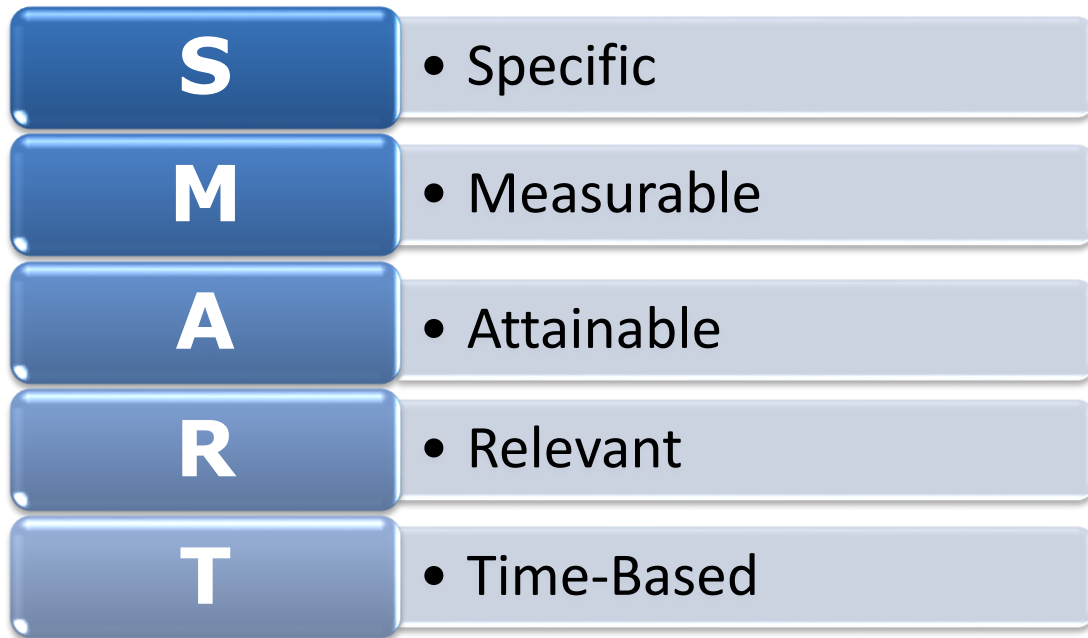 S
• Specific
M
• Measurable
A
• Attainable
R
• Relevant
T
• Time-Based